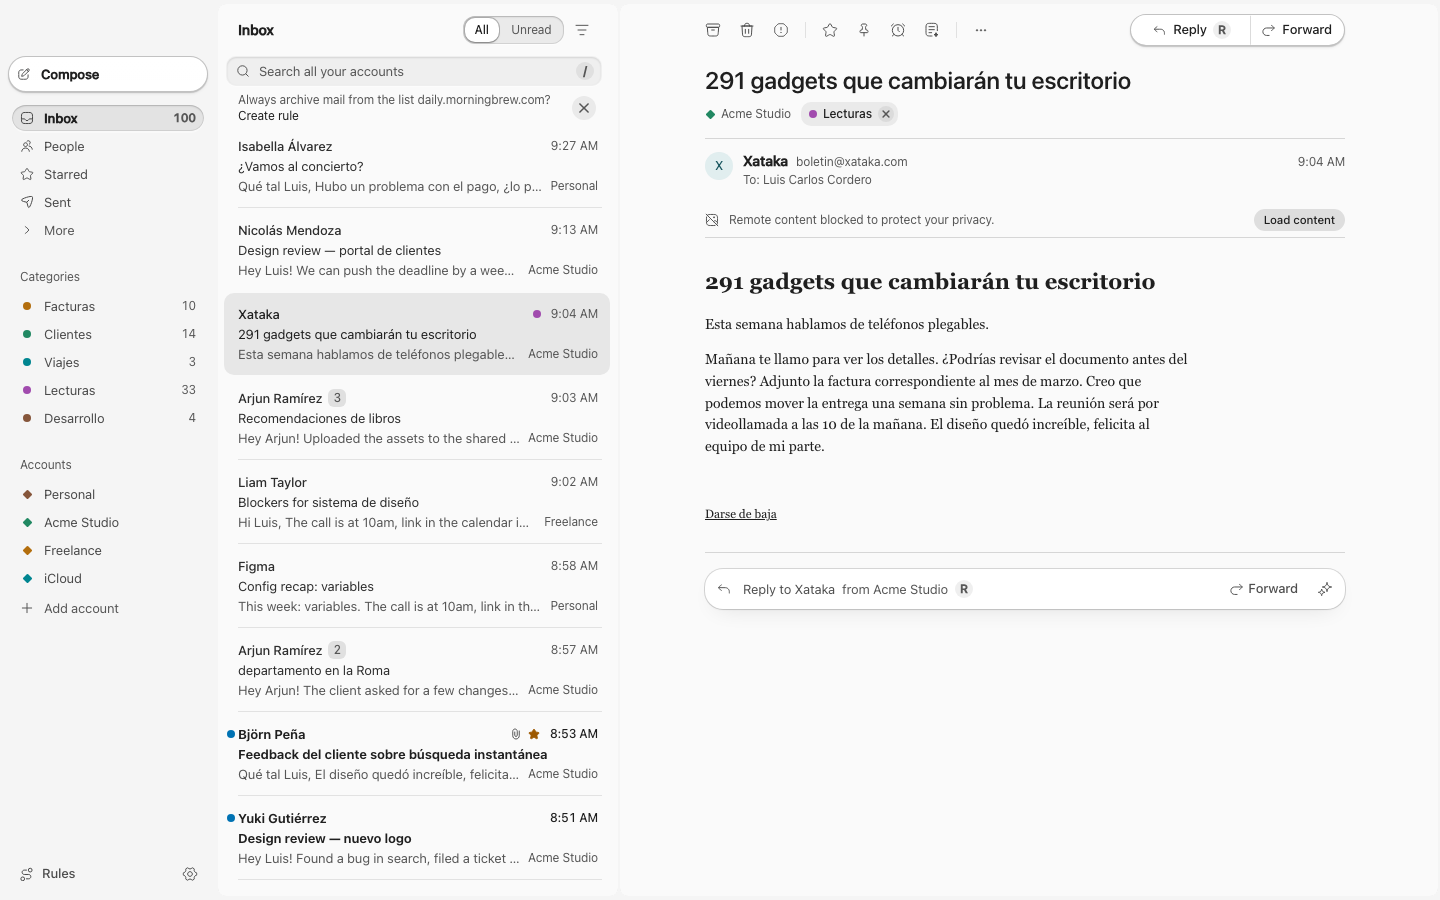 Compose
Inbox 100
People
Starred
Sent
More
Categories
Facturas 10
Clientes 14
Viajes 3
Lecturas 33
Desarrollo 4
Accounts
Personal
Acme Studio
Freelance
iCloud
Add account
Rules
Inbox
All Unread
Search all your accounts /
Always archive mail from the list daily.morningbrew.com?
Create rule
Isabella Álvarez 9:27 AM
¿Vamos al concierto?
Qué tal Luis, Hubo un problema con el pago, ¿lo p... Personal
Nicolás Mendoza 9:13 AM
Design review — portal de clientes
Hey Luis! We can push the deadline by a wee... Acme Studio
Xataka 9:04 AM
291 gadgets que cambiarán tu escritorio
Esta semana hablamos de teléfonos plegable... Acme Studio
Arjun Ramírez 3 9:03 AM
Recomendaciones de libros
Hey Arjun! Uploaded the assets to the shared ... Acme Studio
Liam Taylor 9:02 AM
Blockers for sistema de diseño
Hi Luis, The call is at 10am, link in the calendar i... Freelance
Figma 8:58 AM
Config recap: variables
This week: variables. The call is at 10am, link in th... Personal
Arjun Ramírez 2 8:57 AM
departamento en la Roma
Hey Arjun! The client asked for a few changes... Acme Studio
Björn Peña 8:53 AM
Feedback del cliente sobre búsqueda instantánea
Qué tal Luis, El diseño quedó increíble, felicita... Acme Studio
Yuki Gutiérrez 8:51 AM
Design review — nuevo logo
Hey Luis! Found a bug in search, filed a ticket ... Acme Studio
Reply R Forward
291 gadgets que cambiarán tu escritorio
Acme Studio Lecturas
X Xataka boletin@xataka.com 9:04 AM
To: Luis Carlos Cordero
Remote content blocked to protect your privacy. Load content
291 gadgets que cambiarán tu escritorio
Esta semana hablamos de teléfonos plegables.
Mañana te llamo para ver los detalles. ¿Podrías revisar el documento antes del
viernes? Adjunto la factura correspondiente al mes de marzo. Creo que
podemos mover la entrega una semana sin problema. La reunión será por
videollamada a las 10 de la mañana. El diseño quedó increíble, felicita al
equipo de mi parte.
Darse de baja
Reply to Xataka from Acme Studio R Forward